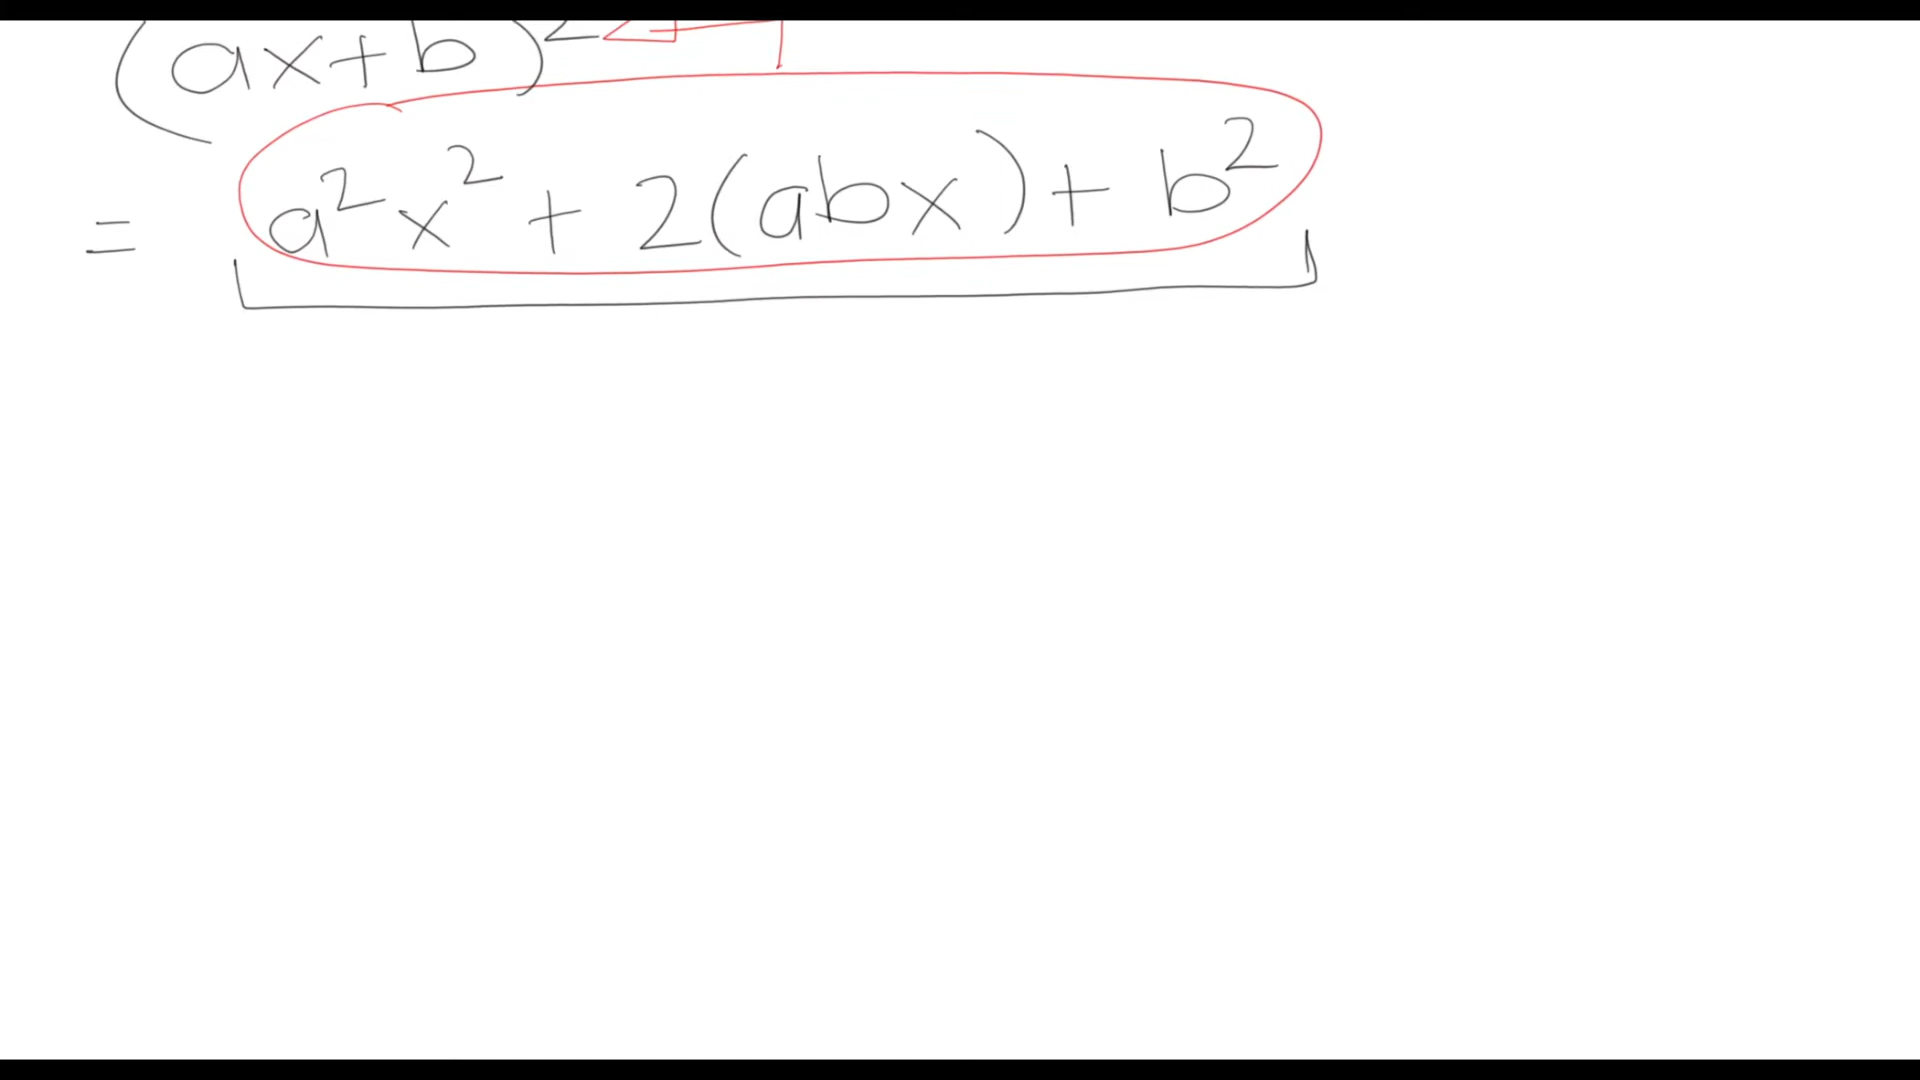 (ax+b)²
= a²x² + 2(abx) + b²